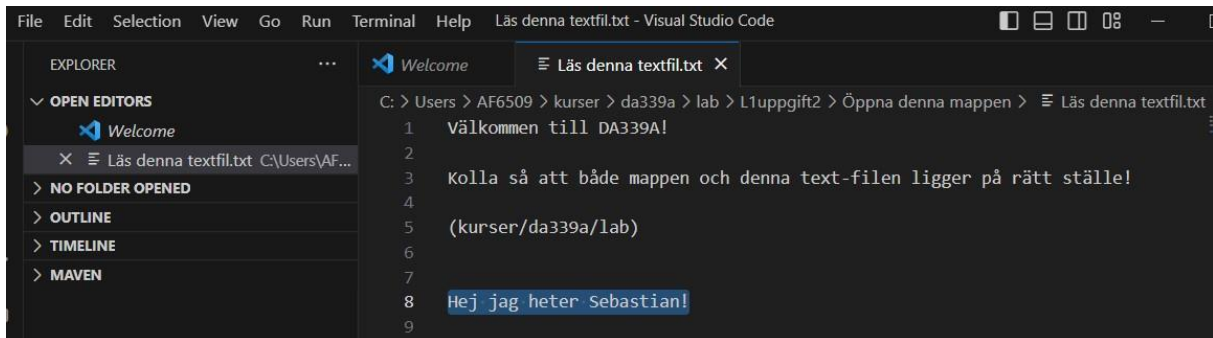 File Edit Selection View Go Run Terminal Help Läs denna textfil.txt - Visual Studio Code
EXPLORER ...
OPEN EDITORS
Welcome
Läs denna textfil.txt C:\Users\AF...
NO FOLDER OPENED
OUTLINE
TIMELINE
MAVEN
Welcome Läs denna textfil.txt
C: > Users > AF6509 > kurser > da339a > lab > L1uppgift2 > Öppna denna mappen > Läs denna textfil.txt
1 Välkommen till DA339A!
2
3 Kolla så att både mappen och denna text-filen ligger på rätt ställe!
4
5 (kurser/da339a/lab)
6
7
8 Hej jag heter Sebastian!
9